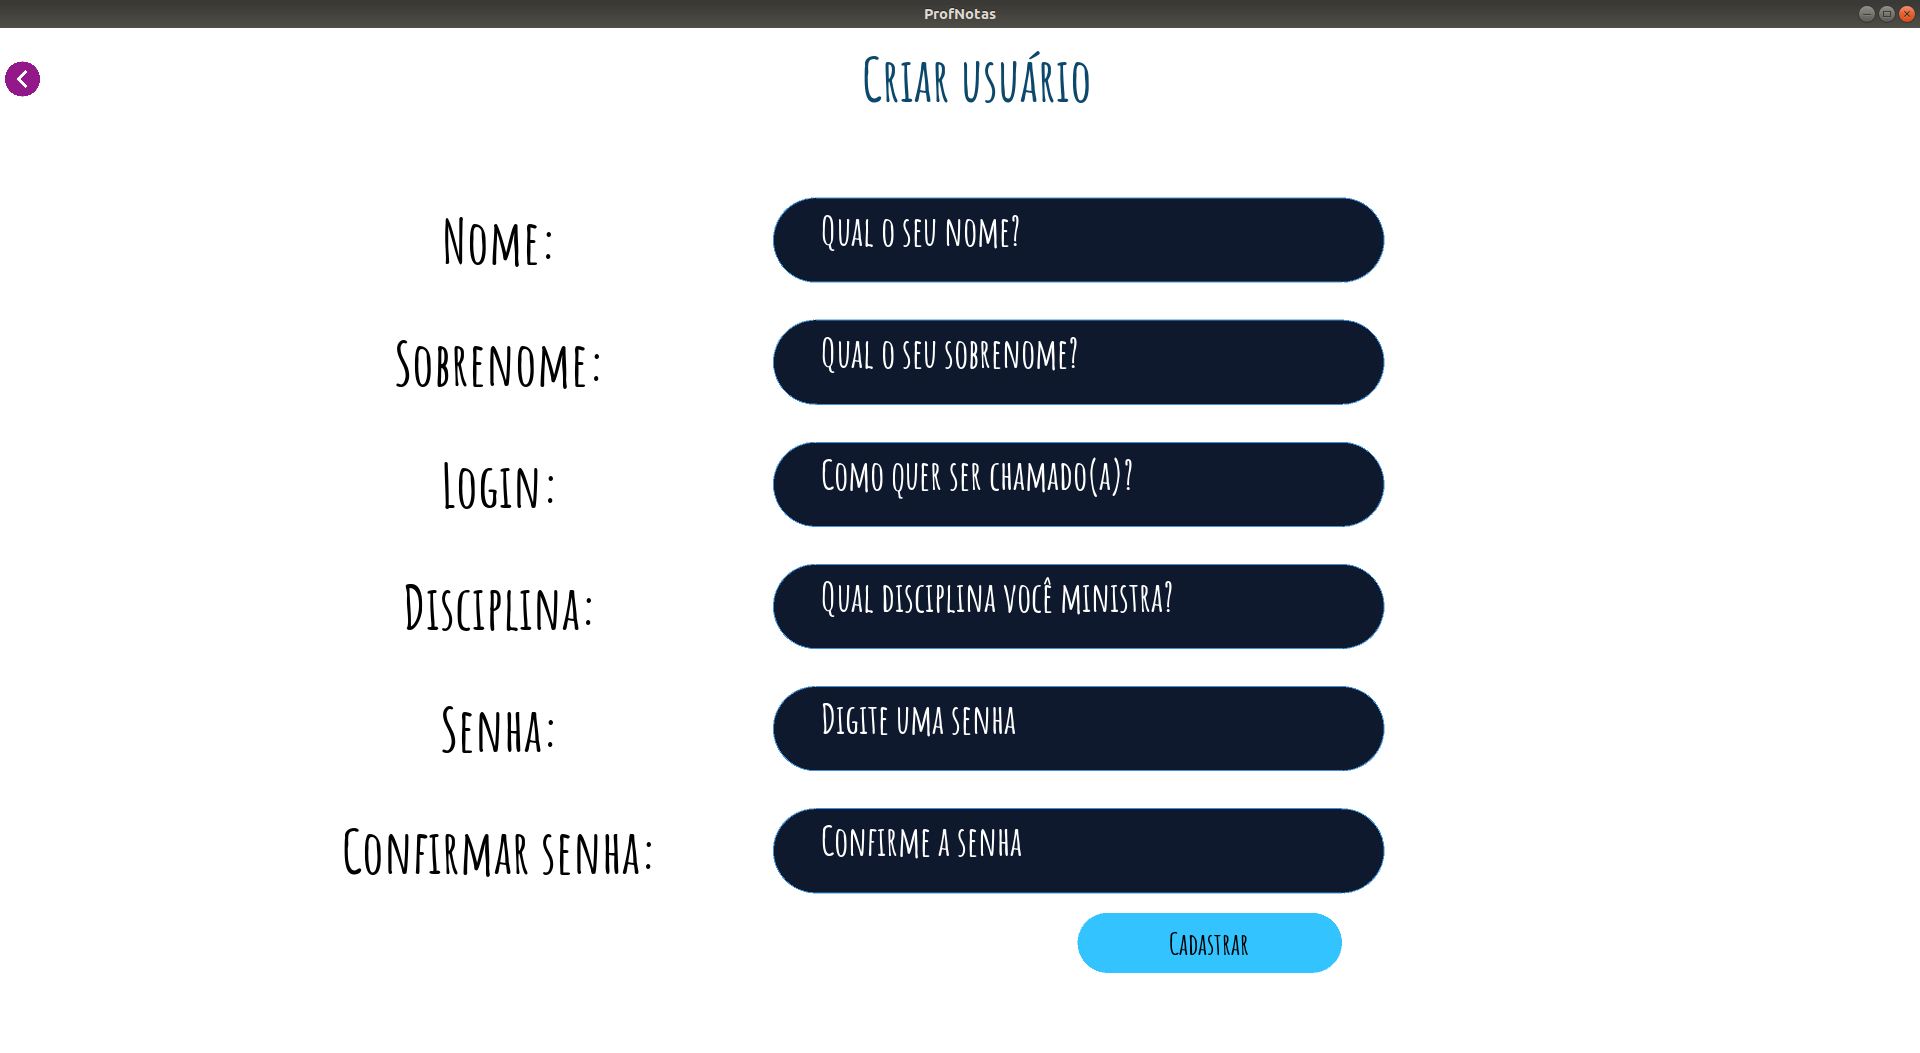 ProfNotas
Criar usuário
Nome:
Qual o seu nome?
Sobrenome:
Qual o seu sobrenome?
Login:
Como quer ser chamado(a)?
Disciplina:
Qual disciplina você ministra?
Senha:
Digite uma senha
Confirmar senha:
Confirme a senha
Cadastrar